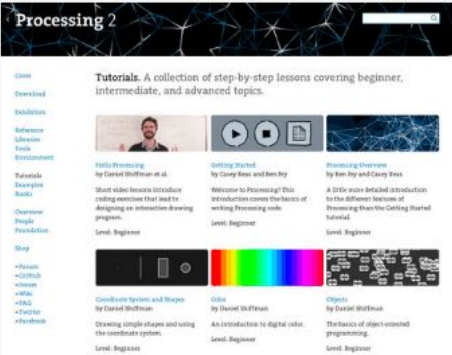 Processing 2
Cover
Download
Exhibition
Reference
Libraries
Tools
Environment
Tutorials
Examples
Books
Overview
People
Foundation
Shop
»Forum
»GitHub
»Issues
»Wiki
»FAQ
»Twitter
»Facebook
Tutorials. A collection of step-by-step lessons covering beginner,
intermediate, and advanced topics.
Hello Processing
by Daniel Shiffman et al.
Short video lessons introduce
coding exercises that lead to
designing an interactive drawing
program.
Level: Beginner
Getting Started
by Casey Reas and Ben Fry
Welcome to Processing! This
introduction covers the basics of
writing Processing code.
Level: Beginner
Processing Overview
by Ben Fry and Casey Reas
A little more detailed introduction
to the different features of
Processing than the Getting Started
tutorial.
Level: Beginner
Coordinate System and Shapes
by Daniel Shiffman
Drawing simple shapes and using
the coordinate system.
Level: Beginner
Color
by Daniel Shiffman
An introduction to digital color.
Level: Beginner
Objects
by Daniel Shiffman
The basics of object-oriented
programming.
Level: Beginner